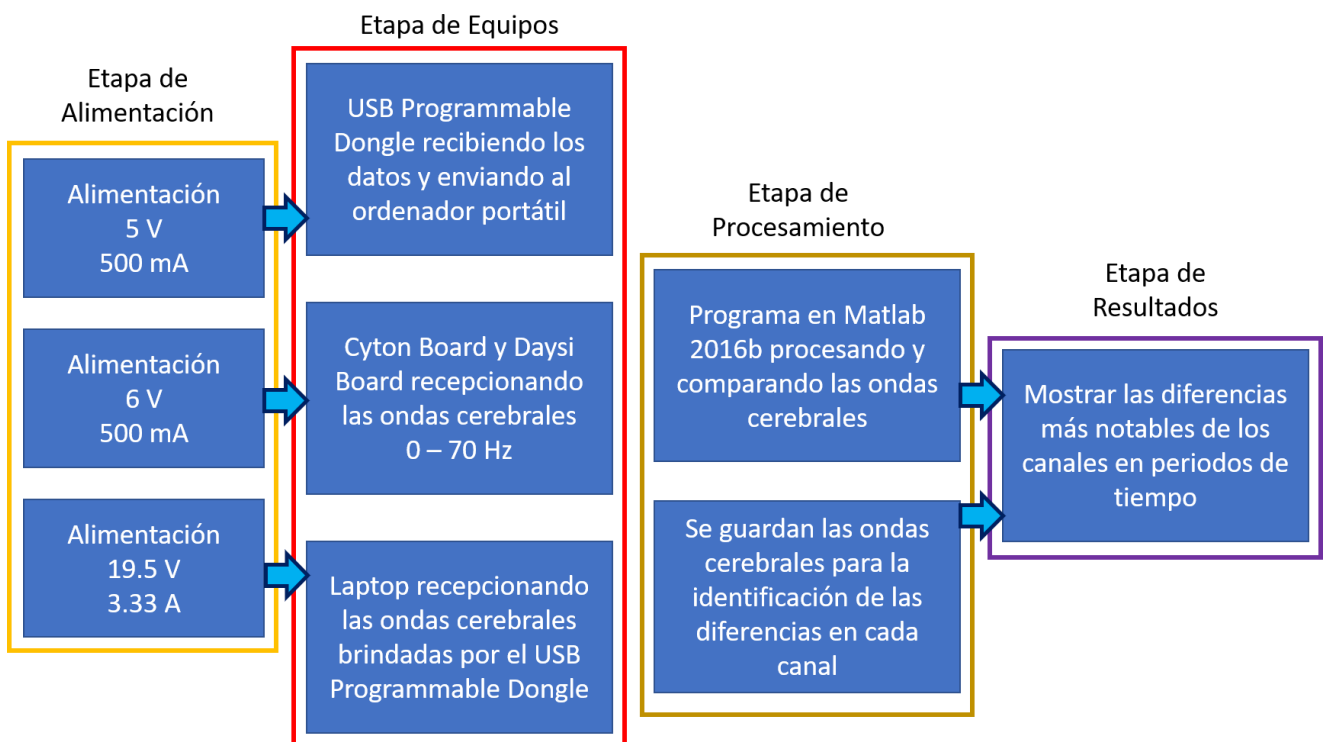 Etapa de
Alimentación
Alimentación
5 V
500 mA
Alimentación
6 V
500 mA
Alimentación
19.5 V
3.33 A
Etapa de Equipos
USB Programmable
Dongle recibiendo los
datos y enviando al
ordenador portátil
Cyton Board y Daysi
Board recepcionando
las ondas cerebrales
0 – 70 Hz
Laptop recepcionando
las ondas cerebrales
brindadas por el USB
Programmable Dongle
Etapa de
Procesamiento
Programa en Matlab
2016b procesando y
comparando las ondas
cerebrales
Se guardan las ondas
cerebrales para la
identificación de las
diferencias en cada
canal
Etapa de
Resultados
Mostrar las diferencias
más notables de los
canales en periodos de
tiempo